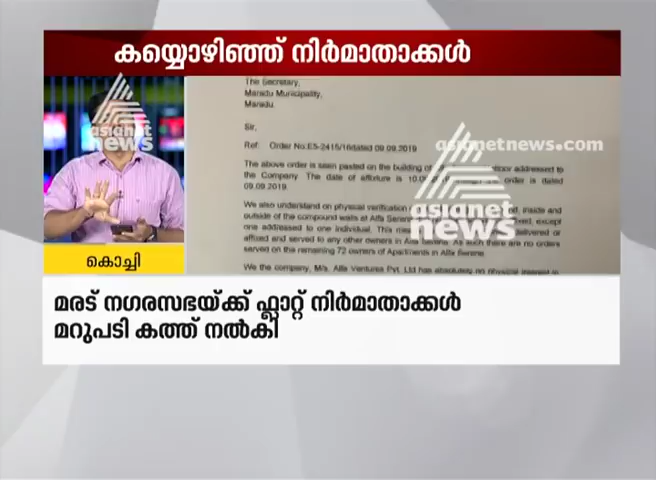 കയ്യൊഴിഞ്ഞ് നിർമാതാക്കൾ
The Secretary,
Maradu Municipality,
Maradu.
Sir,
Ref: Order No.E5-2415/16dated 09.09.2019
asianetnews.com
The above order is seen pasted on the building of addressed to
the Company. The date of affixture is order is dated
09.09.2019.
We also understand on physical verification inside and
outside of the compound walls at Alfa Serene except
one addressed to one individual. This delivered or
affixed and served to any other owners in Alfa Serene. As such there are no orders
served on the remaining 72 owners of Apartments in Alfa Serene.
We the company, M/s. Alfa Ventures Pvt. Ltd has absolutely no physical interest in
asianet
news
asianet
news
asianetnews.com
കൊച്ചി
മരട് നഗരസഭയ്ക്ക് ഫ്ലാറ്റ് നിർമാതാക്കൾ
മറുപടി കത്ത് നൽകി